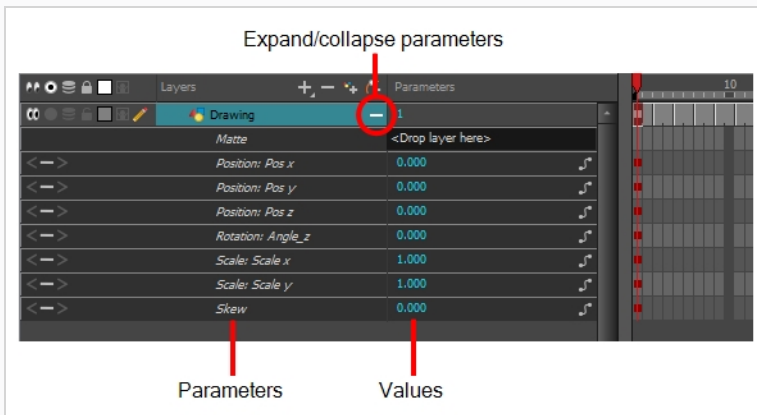 Expand/collapse parameters
Layers Parameters 10
Drawing 1
Matte <Drop layer here>
Position: Pos x 0.000
Position: Pos y 0.000
Position: Pos z 0.000
Rotation: Angle_z 0.000
Scale: Scale x 1.000
Scale: Scale y 1.000
Skew 0.000
Parameters Values